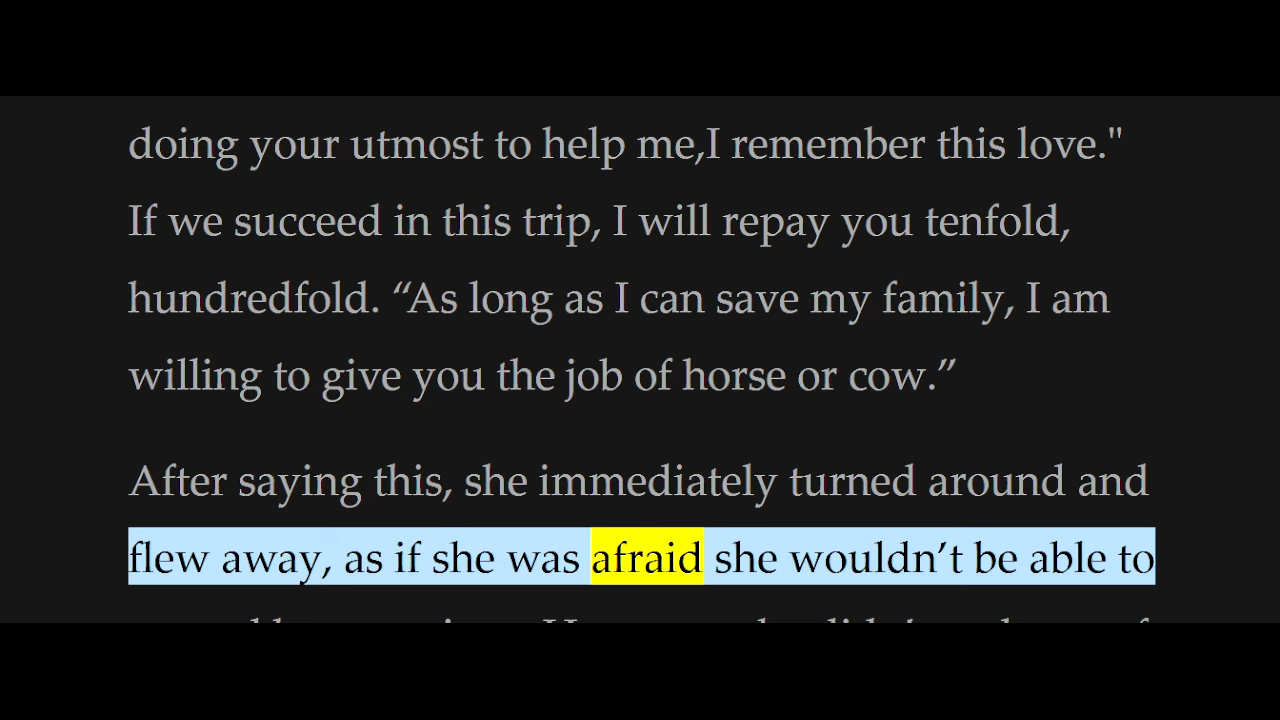 doing your utmost to help me,I remember this love."
If we succeed in this trip, I will repay you tenfold,
hundredfold. “As long as I can save my family, I am
willing to give you the job of horse or cow.”
After saying this, she immediately turned around and
flew away, as if she was afraid she wouldn’t be able to